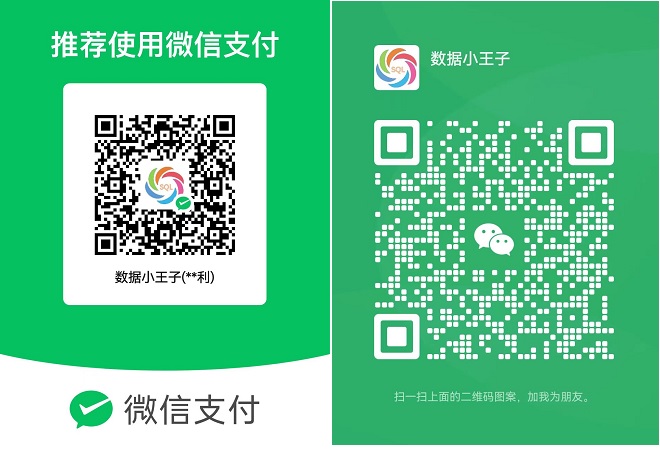 推荐使用微信支付
SQL
数据小王子(**利)
微信支付
SQL
数据小王子
扫一扫上面的二维码图案，加我为朋友。